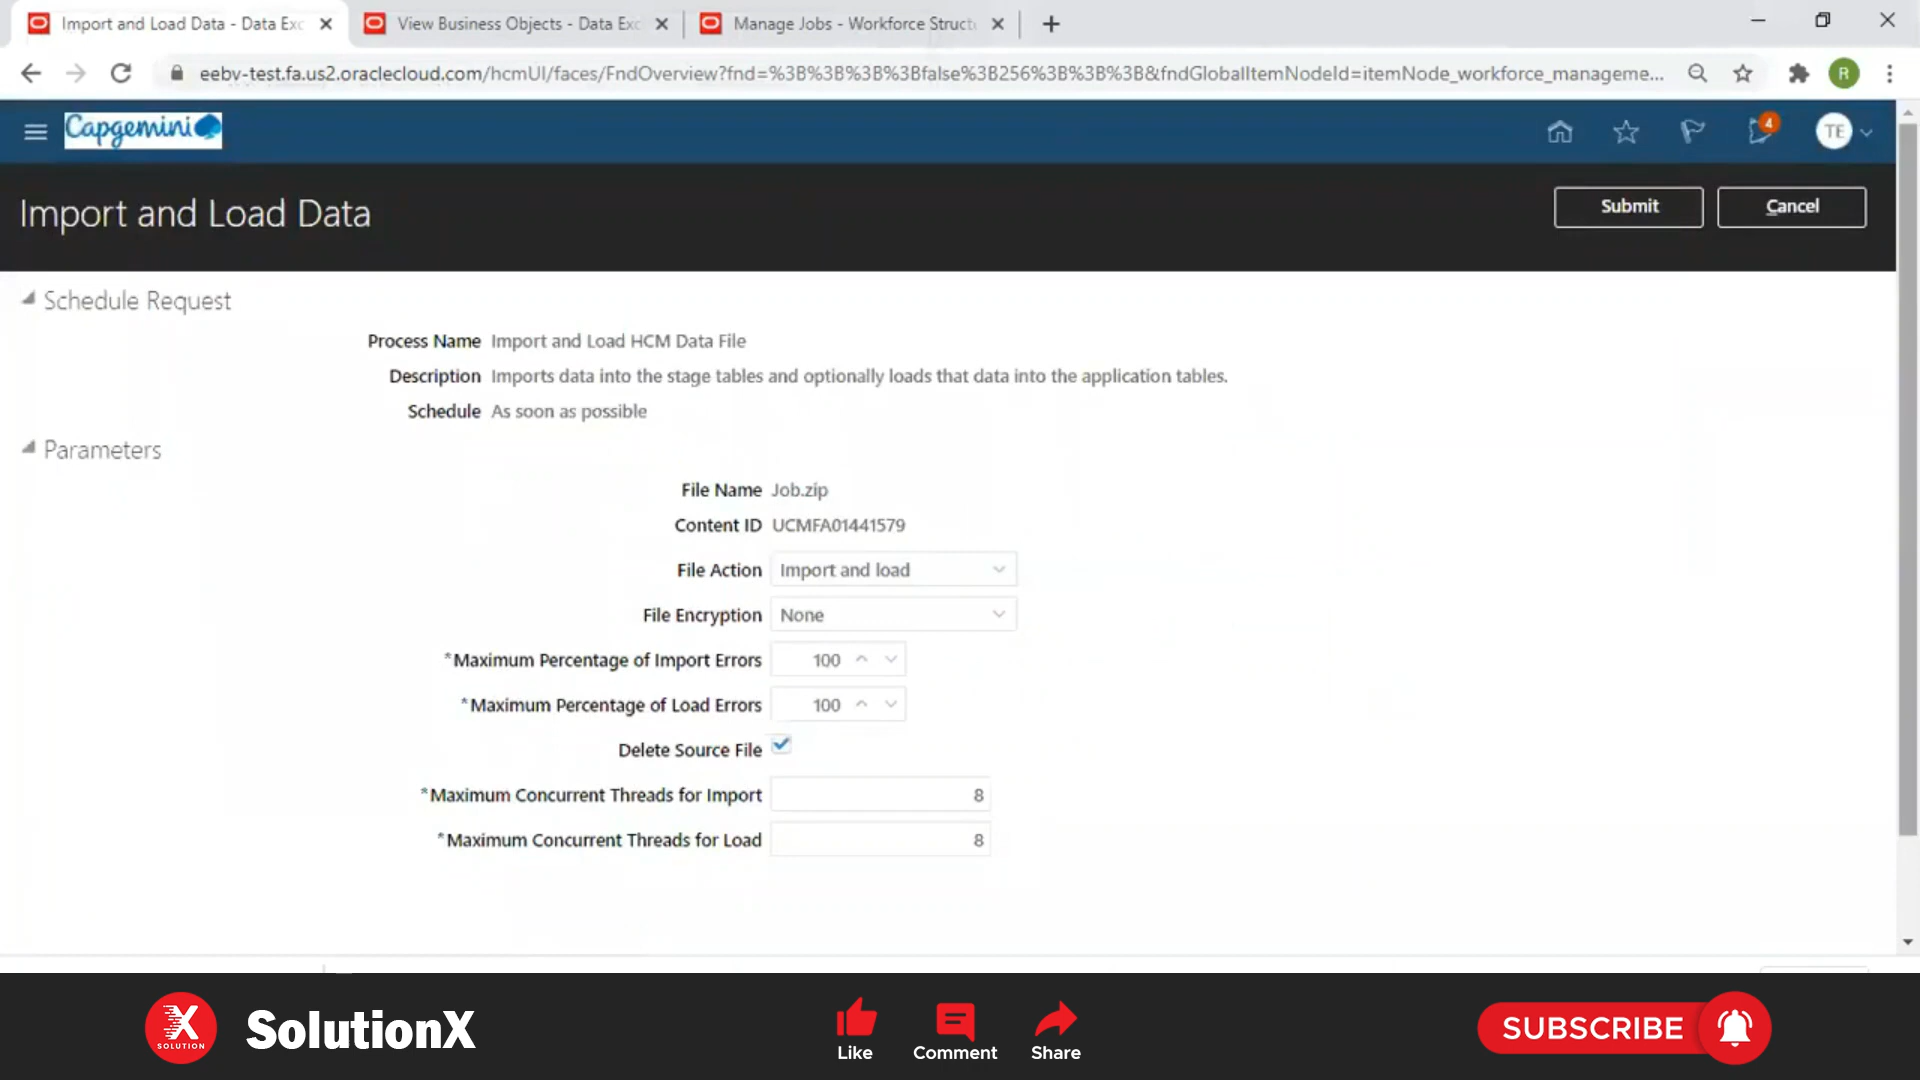 Import and Load Data - Data Exc
View Business Objects - Data Exc
Manage Jobs - Workforce Structu
eebv-test.fa.us2.oraclecloud.com/hcmUI/faces/FndOverview?fnd=%3B%3B%3B%3Bfalse%3B256%3B%3B%3B&fndGlobalItemNodeId=itemNode_workforce_manageme...
R
Capgemini
4
TE
Import and Load Data
Submit
Cancel
Schedule Request
Process Name Import and Load HCM Data File
Description Imports data into the stage tables and optionally loads that data into the application tables.
Schedule As soon as possible
Parameters
File Name Job.zip
Content ID UCMFA01441579
File Action Import and load
File Encryption None
*Maximum Percentage of Import Errors 100
*Maximum Percentage of Load Errors 100
Delete Source File
*Maximum Concurrent Threads for Import 8
*Maximum Concurrent Threads for Load 8
X
SOLUTION
SolutionX
Like
Comment
Share
SUBSCRIBE